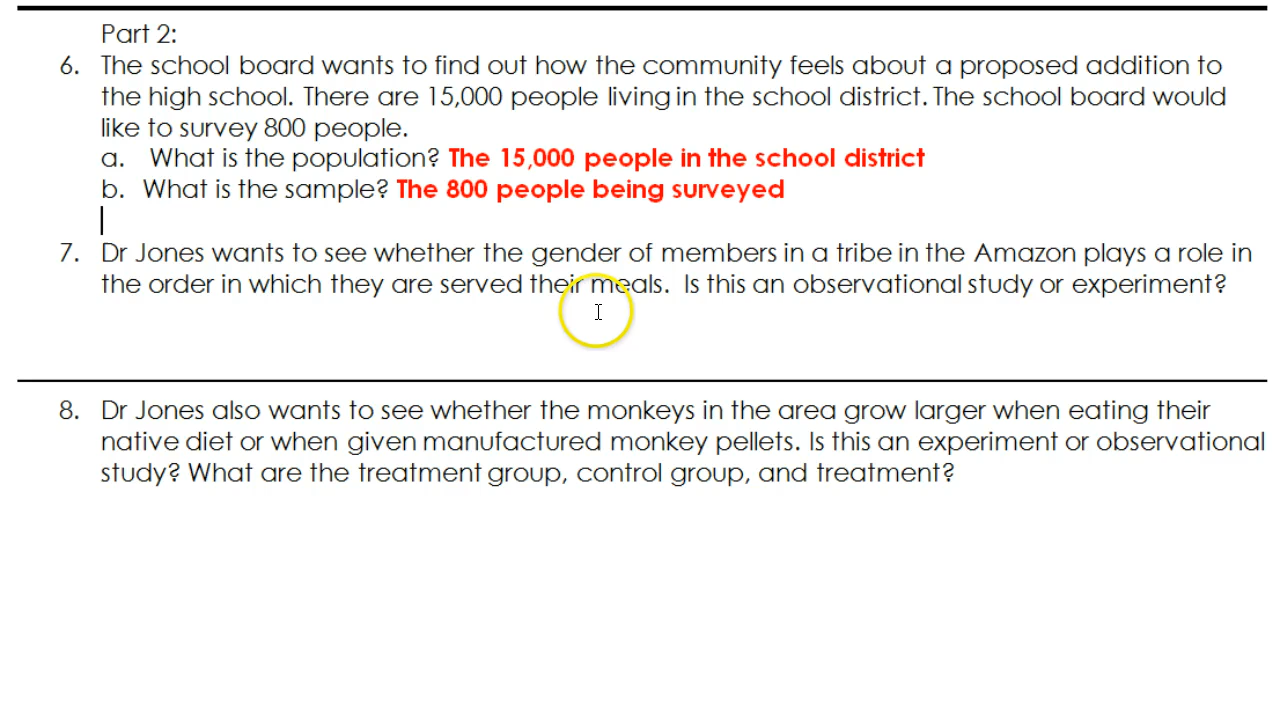 Part 2:
6. The school board wants to find out how the community feels about a proposed addition to
the high school. There are 15,000 people living in the school district. The school board would
like to survey 800 people.
a. What is the population? The 15,000 people in the school district
b. What is the sample? The 800 people being surveyed
7. Dr Jones wants to see whether the gender of members in a tribe in the Amazon plays a role in
the order in which they are served their meals. Is this an observational study or experiment?
8. Dr Jones also wants to see whether the monkeys in the area grow larger when eating their
native diet or when given manufactured monkey pellets. Is this an experiment or observational
study? What are the treatment group, control group, and treatment?